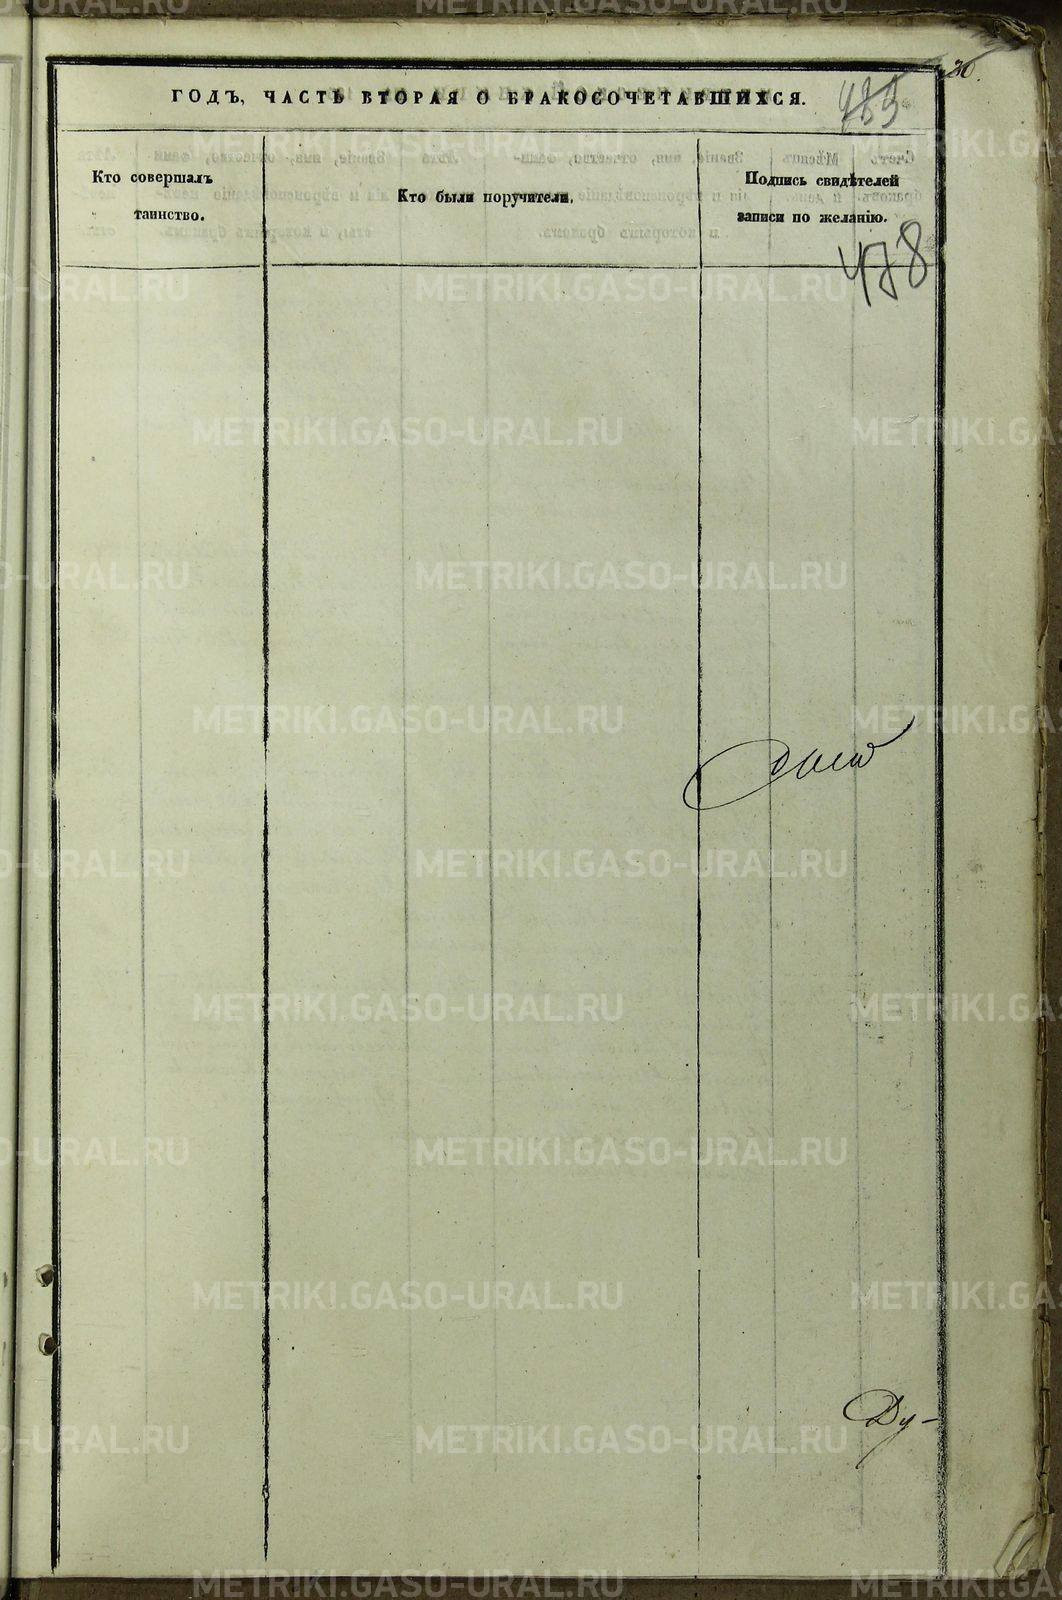 30.
ГОДЪ, ЧАСТЬ ВТОРАЯ О БРАКОСОЧЕТАВШИХСЯ.
Кто совершалъ
таинство.
Кто были поручители.
Подпись свидѣтелей
записи по желанію.
478
Ду-
METRIKI.GASO-URAL.RU